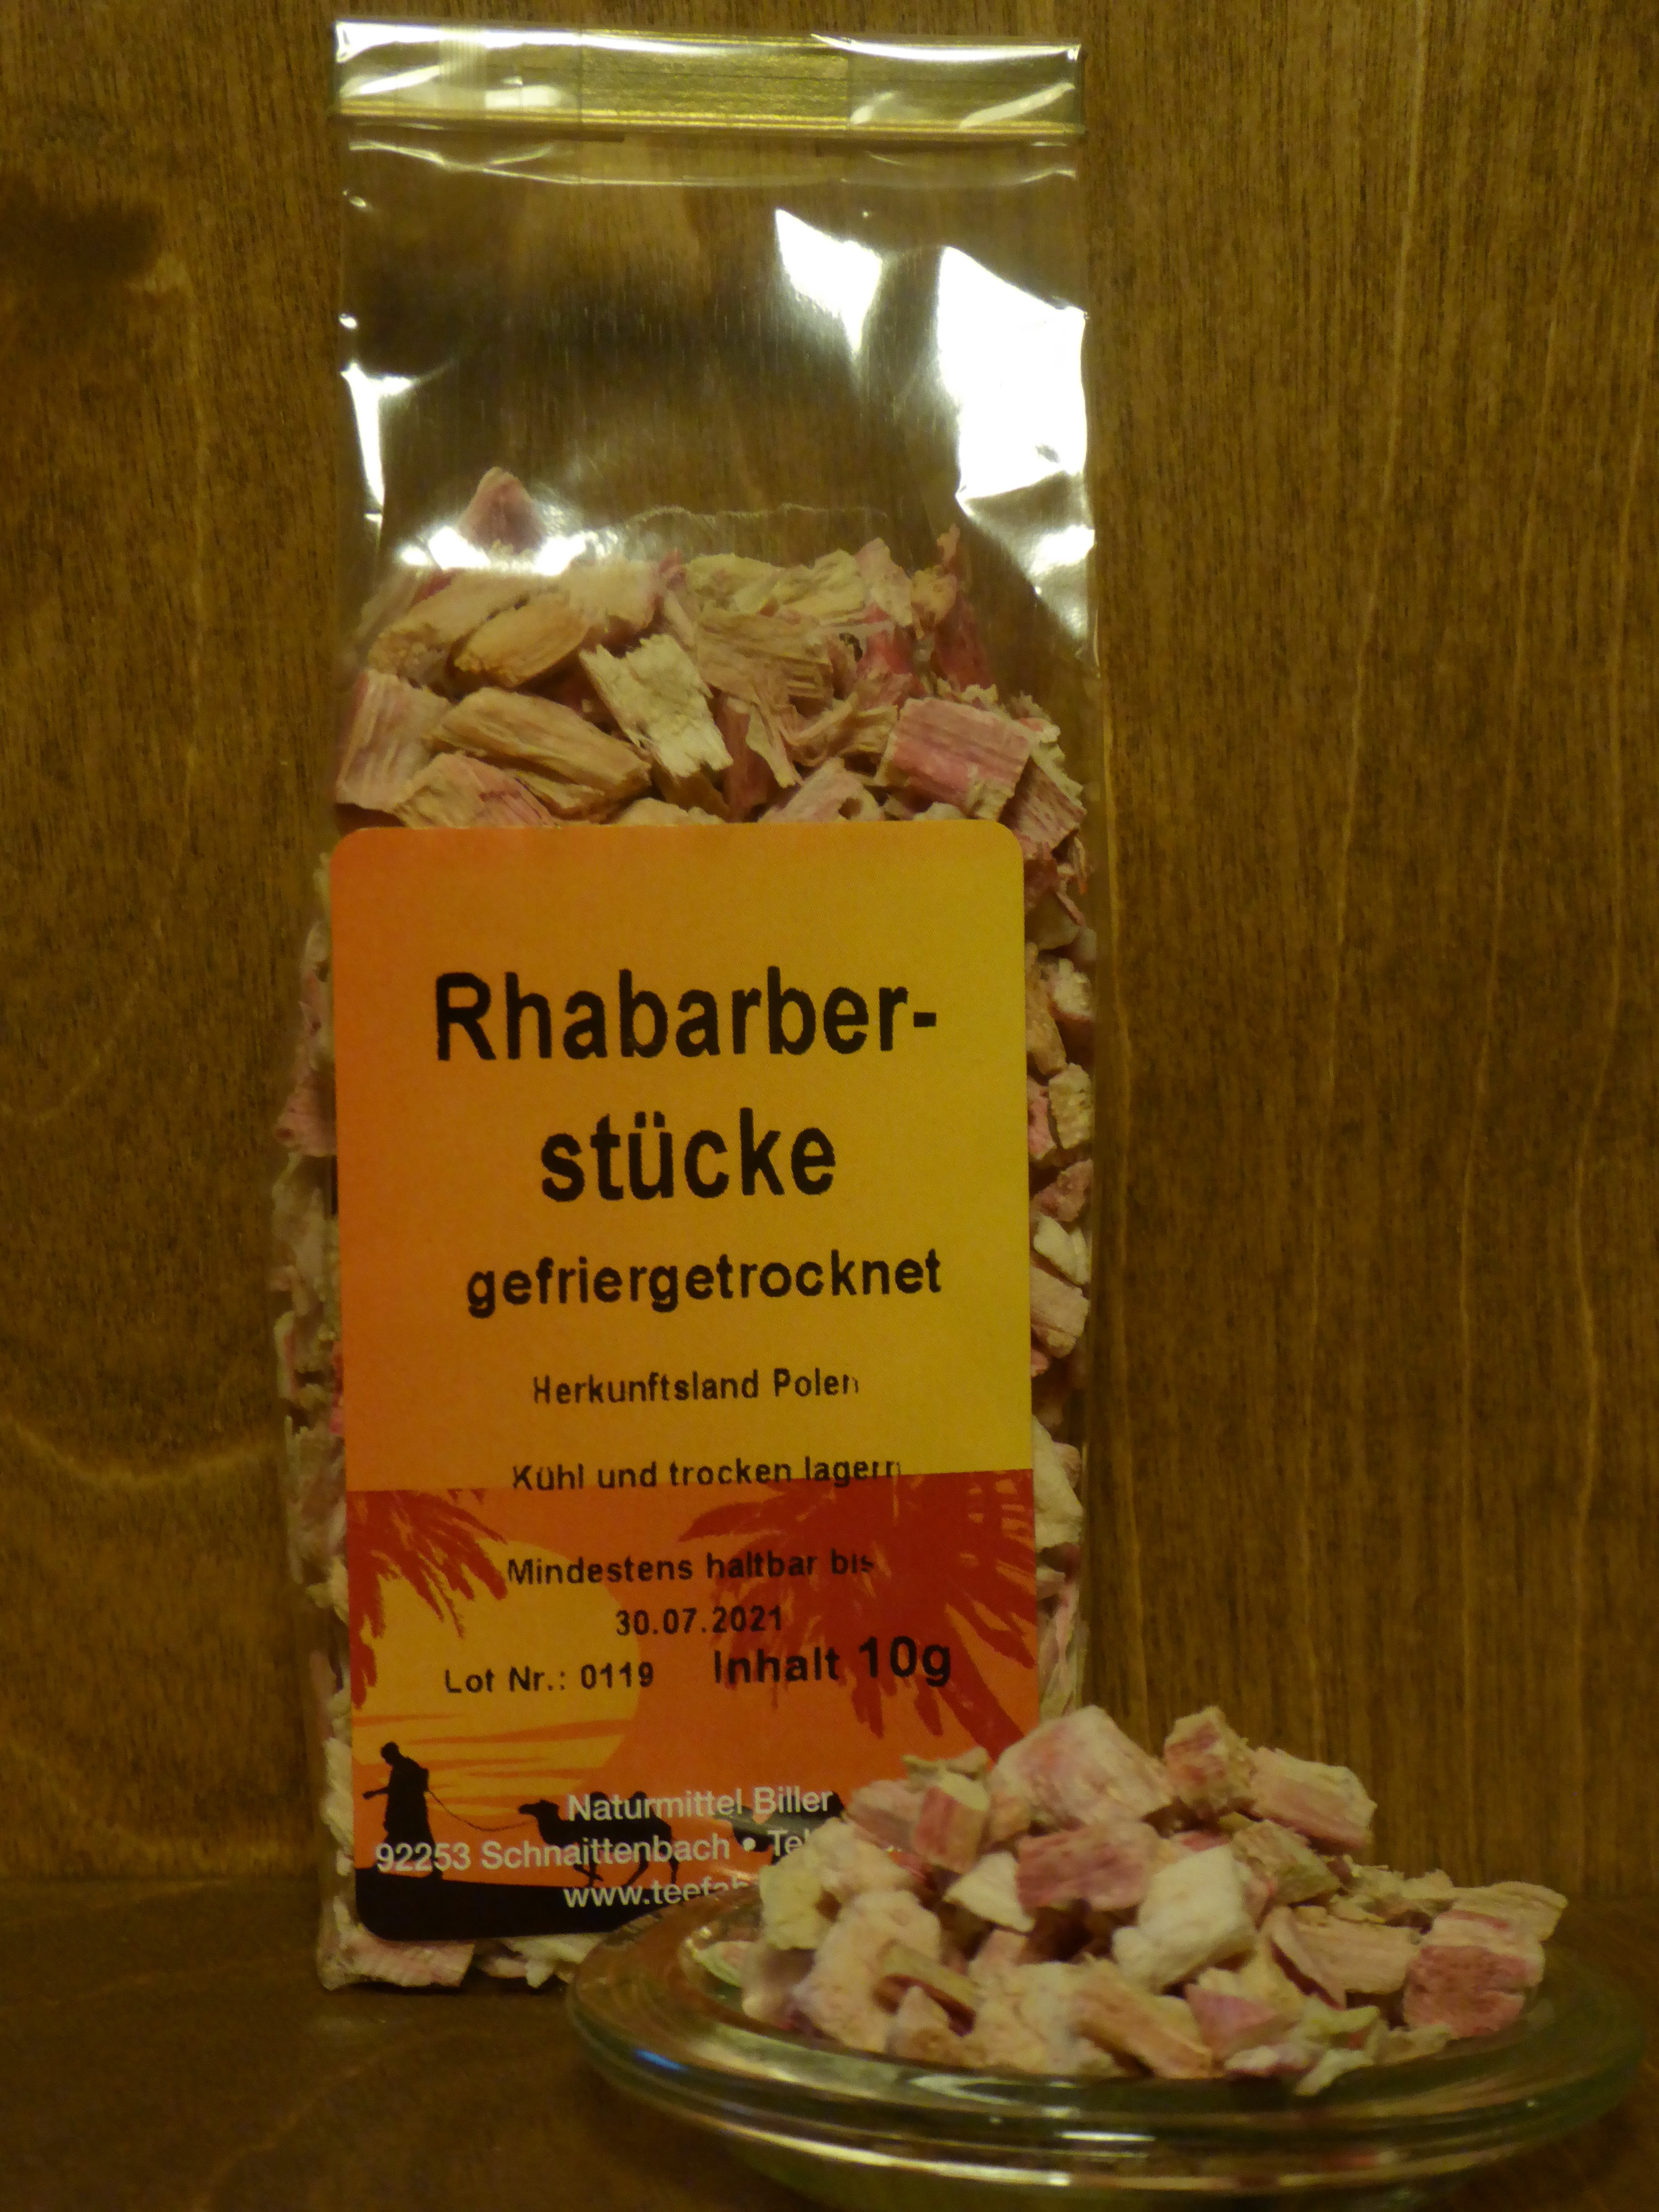 Rhabarber-
stücke
gefriergetrocknet
Herkunftsland Polen
Kühl und trocken lagern
Mindestens haltbar bis
30.07.2021
Lot Nr.: 0119 Inhalt 10g
Naturmittel Biller
92253 Schnaittenbach •